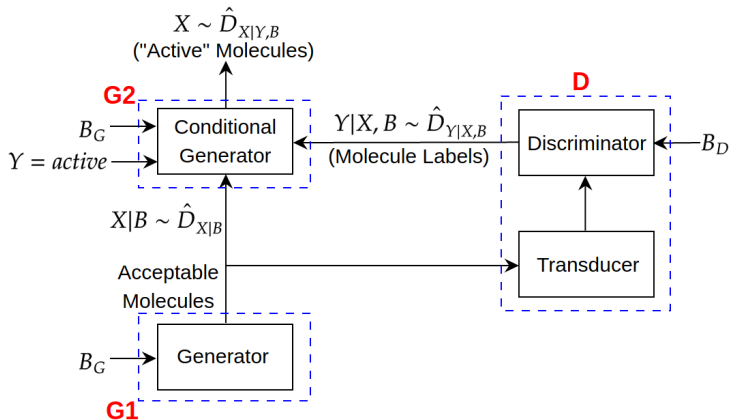 X ∼ D̂_{X|Y,B}
("Active" Molecules)
G2
D
B_G
Conditional
Generator
Y = active
Y|X, B ∼ D̂_{Y|X,B}
(Molecule Labels)
Discriminator
B_D
X|B ∼ D̂_{X|B}
Acceptable
Molecules
Transducer
B_G
Generator
G1